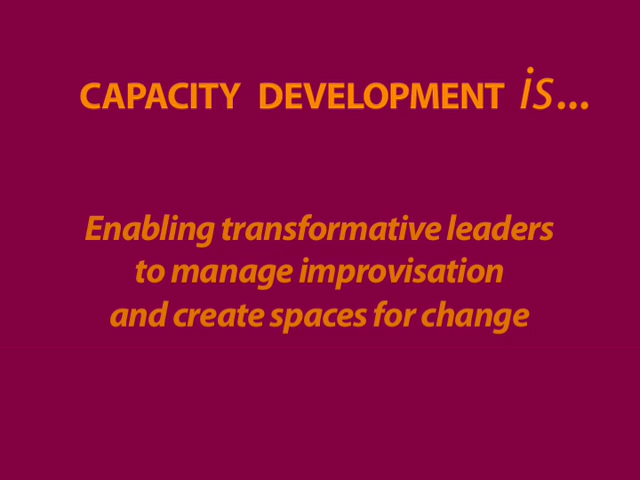 CAPACITY DEVELOPMENT is...
Enabling transformative leaders
to manage improvisation
and create spaces for change